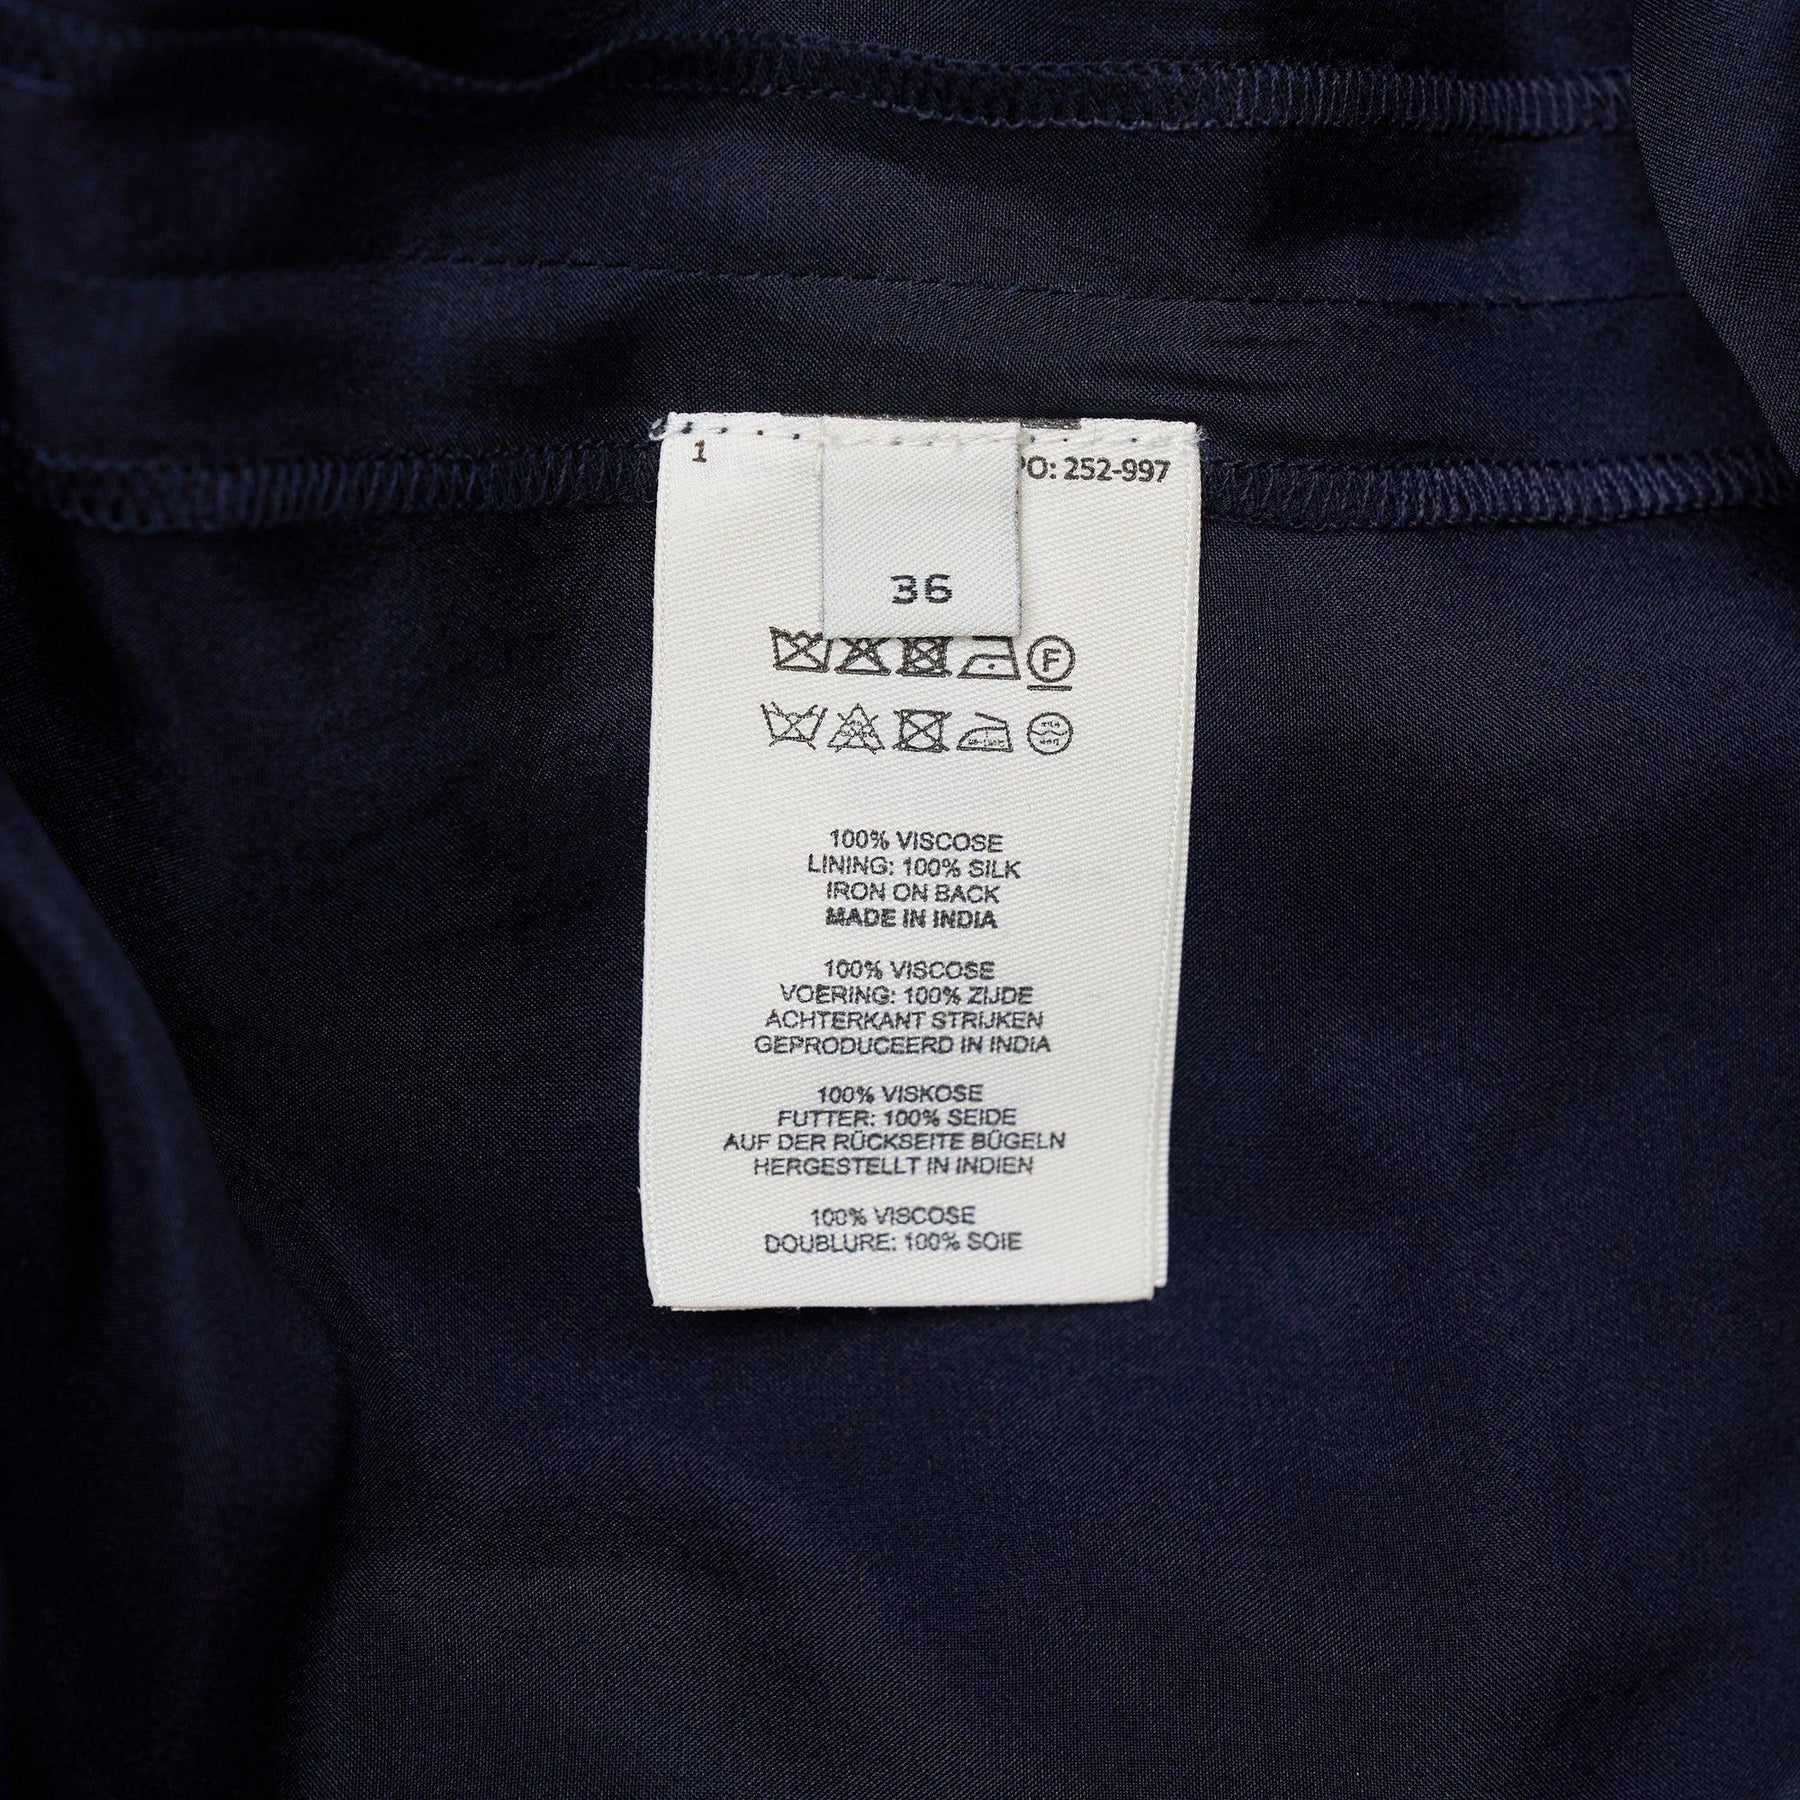 1
PO: 252-997
36
F
100% VISCOSE
LINING: 100% SILK
IRON ON BACK
MADE IN INDIA
100% VISCOSE
VOERING: 100% ZIJDE
ACHTERKANT STRIJKEN
GEPRODUCEERD IN INDIA
100% VISKOSE
FUTTER: 100% SEIDE
AUF DER RÜCKSEITE BÜGELN
HERGESTELLT IN INDIEN
100% VISCOSE
DOUBLURE: 100% SOIE